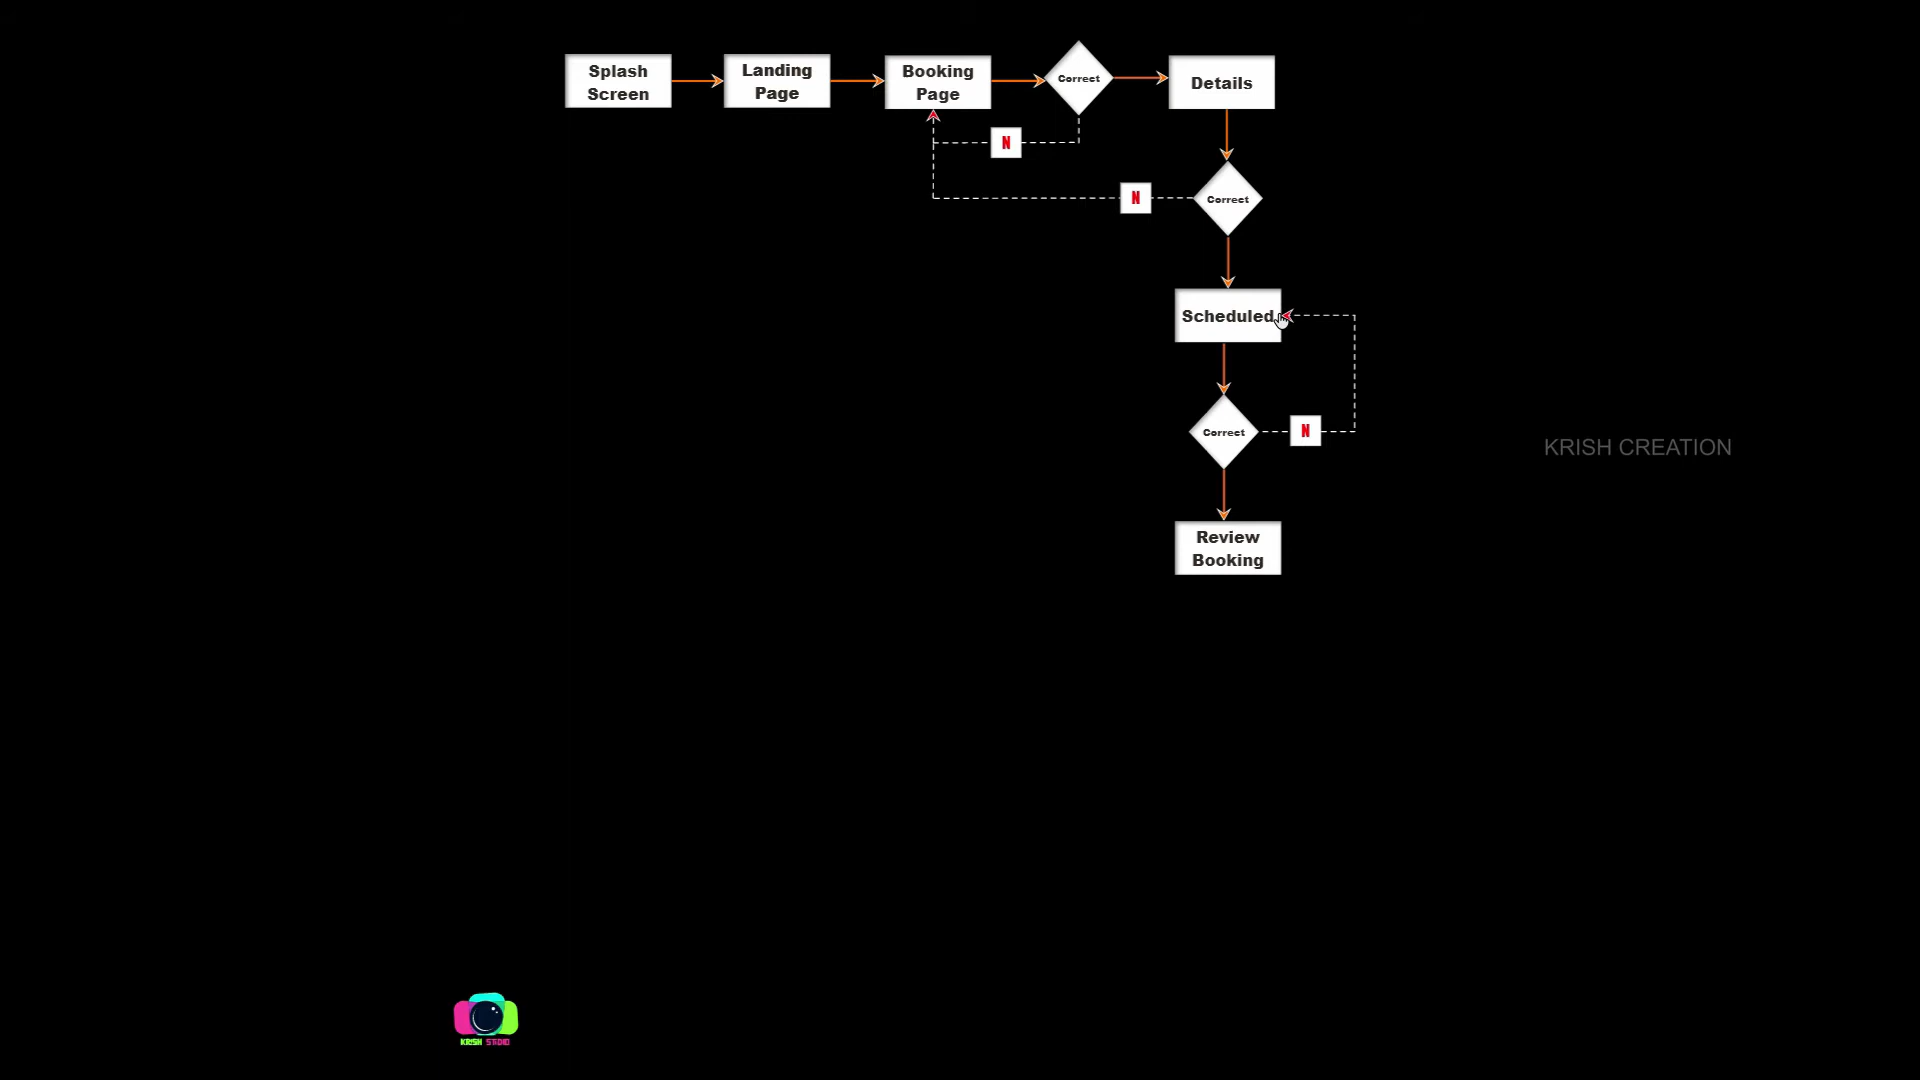 Splash
Screen
Landing
Page
Booking
Page
Correct
Details
N
N
Correct
Scheduled
Correct
N
KRISH CREATION
Review
Booking
KRISH STUDIO